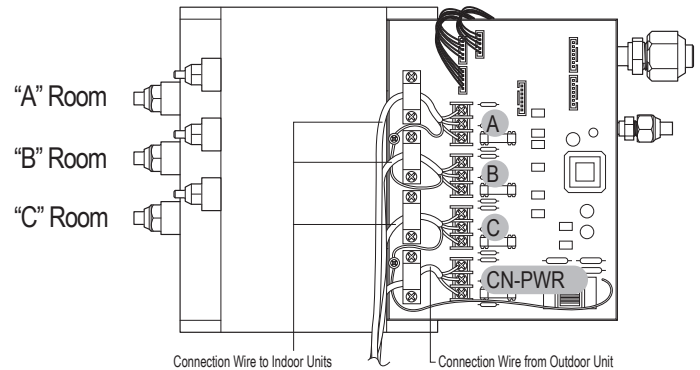 “A” Room
“B” Room
“C” Room
A
B
C
CN-PWR
Connection Wire to Indoor Units
Connection Wire from Outdoor Unit